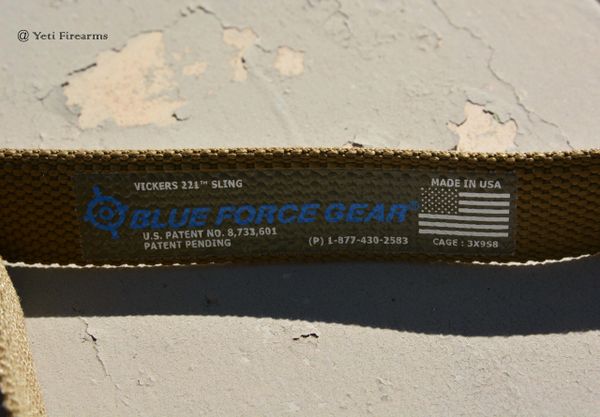 @ Yeti Firearms
VICKERS 221™ SLING
MADE IN USA
BLUE FORCE GEAR®
U.S. PATENT NO. 8,733,601
PATENT PENDING
(P) 1-877-430-2583
CAGE: 3X9S8